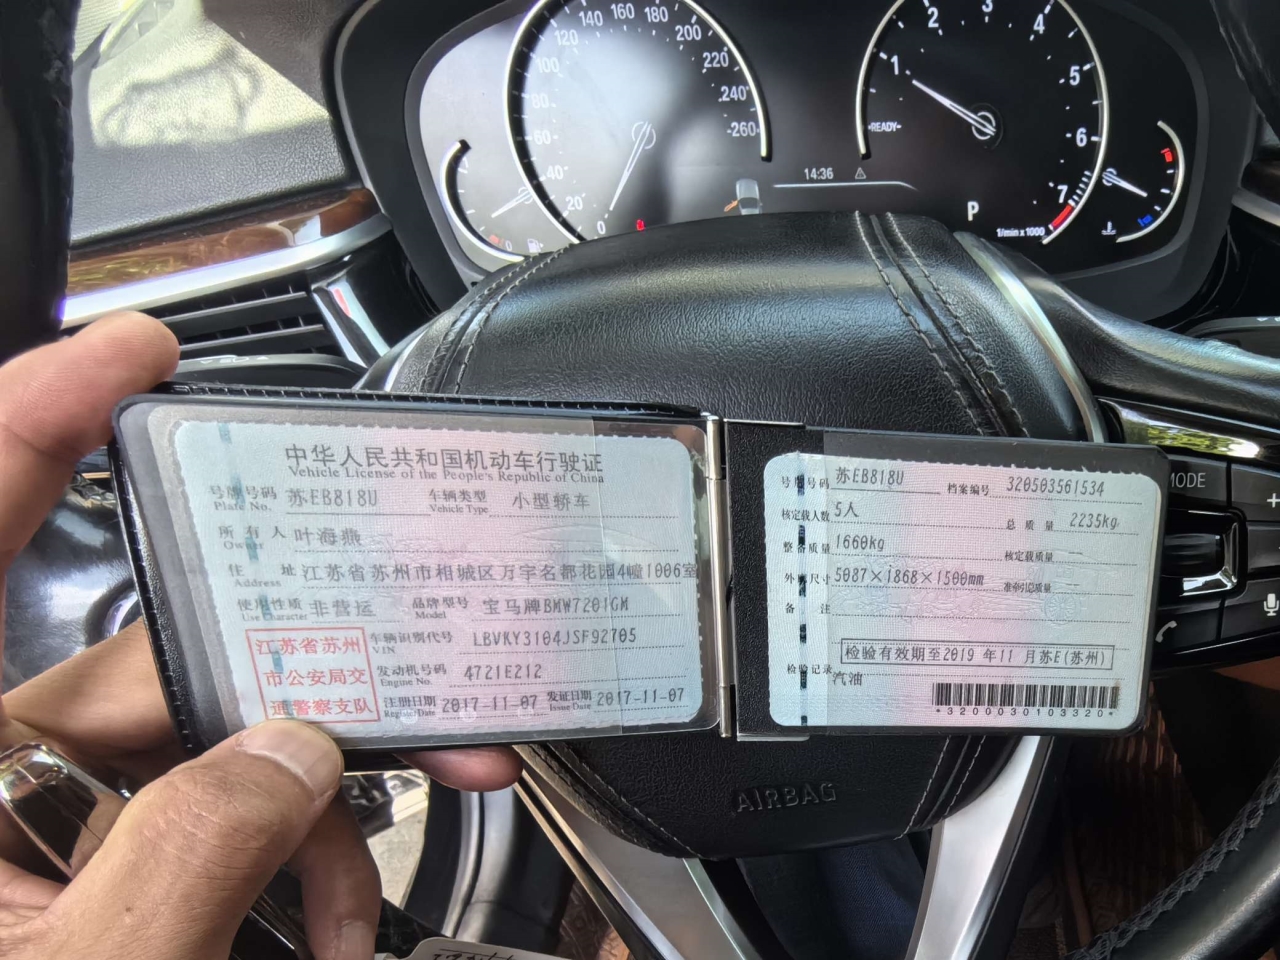 120 140 160 180 200 220 240 260
100 80 60 40 20 0
14:36
READY
1 2 3 4 5 6 7
P
1/min x 1000
中华人民共和国机动车行驶证
Vehicle License of the People's Republic of China
号牌号码 苏EB818U 车辆类型 小型轿车
Plate No. Vehicle Type
所有人 叶海燕
Owner
住址 江苏省苏州市相城区万宇名都花园4幢1006室
Address
使用性质 非营运 品牌型号 宝马牌BMW7201GM
Use Character Model
江苏省苏州
市公安局交
通警察支队
车辆识别代号 LBVKY3104JSF92705
VIN
发动机号码 4721E212
Engine No.
注册日期 2017-11-07 发证日期 2017-11-07
Register Date Issue Date
号牌号码 苏EB818U 档案编号 320503561534
核定载人数 5人 总质量 2235kg
整备质量 1660kg 核定载质量
外廓尺寸 5087×1868×1500mm 准牵引总质量
备注
检验有效期至2019年11月苏E(苏州)
检验记录
汽油
*3200030103320*
MODE
AIRBAG